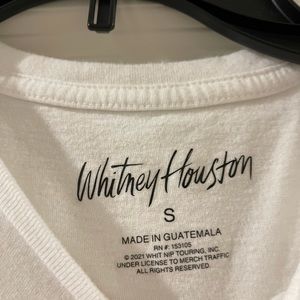 Whitney Houston
S
MADE IN GUATEMALA
RN #: 153105
© 2021 WHIT NIP TOURING, INC.
UNDER LICENSE TO MERCH TRAFFIC
ALL RIGHTS RESERVED.